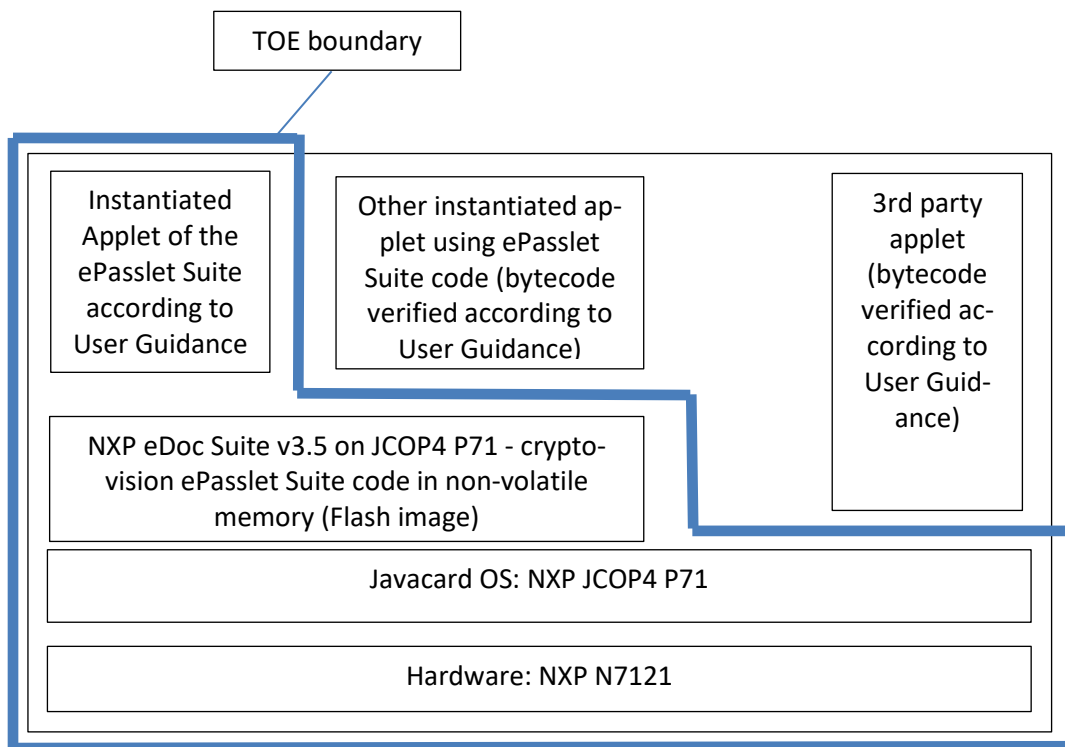 TOE boundary
Instantiated
Applet of the
ePasslet Suite
according to
User Guidance
Other instantiated ap-
plet using ePasslet
Suite code (bytecode
verified according to
User Guidance)
3rd party
applet
(bytecode
verified ac-
cording to
User Guid-
ance)
NXP eDoc Suite v3.5 on JCOP4 P71 - crypto-
vision ePasslet Suite code in non-volatile
memory (Flash image)
Javacard OS: NXP JCOP4 P71
Hardware: NXP N7121